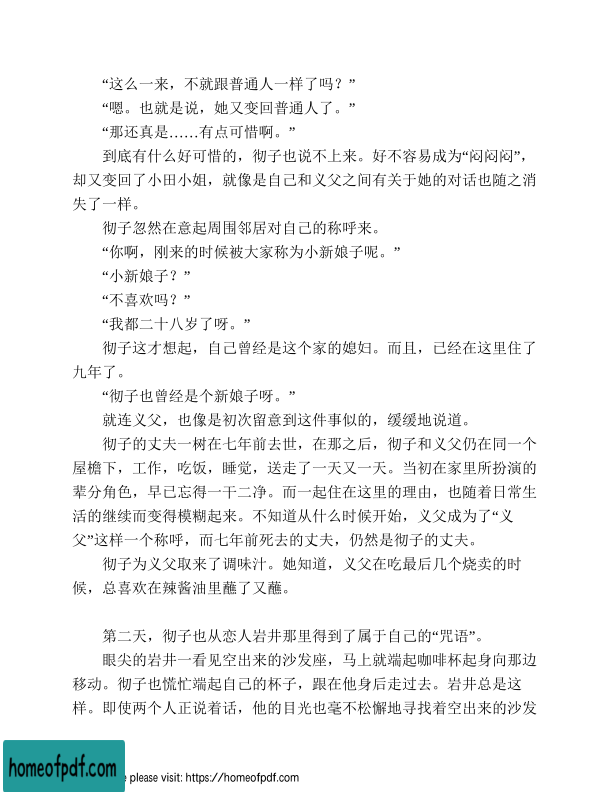 “这么一来，不就跟普通人一样了吗？”
“嗯。也就是说，她又变回普通人了。”
“那还真是……有点可惜啊。”
到底有什么好可惜的，彻子也说不上来。好不容易成为“闷闷闷”，
却又变回了小田小姐，就像是自己和义父之间有关于她的对话也随之消
失了一样。
彻子忽然在意起周围邻居对自己的称呼来。
“你啊，刚来的时候被大家称为小新娘子呢。”
“小新娘子？”
“不喜欢吗？”
“我都二十八岁了呀。”
彻子这才想起，自己曾经是这个家的媳妇。而且，已经在这里住了
九年了。
“彻子也曾经是个新娘子呀。”
就连义父，也像是初次留意到这件事似的，缓缓地说道。
彻子的丈夫一树在七年前去世，在那之后，彻子和义父仍在同一个
屋檐下，工作，吃饭，睡觉，送走了一天又一天。当初在家里所扮演的
辈分角色，早已忘得一干二净。而一起住在这里的理由，也随着日常生
活的继续而变得模糊起来。不知道从什么时候开始，义父成为了“义
父”这样一个称呼，而七年前死去的丈夫，仍然是彻子的丈夫。
彻子为义父取来了调味汁。她知道，义父在吃最后几个烧卖的时
候，总喜欢在辣酱油里蘸了又蘸。
第二天，彻子也从恋人岩井那里得到了属于自己的“咒语”。
眼尖的岩井一看见空出来的沙发座，马上就端起咖啡杯起身向那边
移动。彻子也慌忙端起自己的杯子，跟在他身后走过去。岩井总是这
样。即使两个人正说着话，他的目光也毫不松懈地寻找着空出来的沙发
homeofpdf.com
e please visit: https://homeofpdf.com